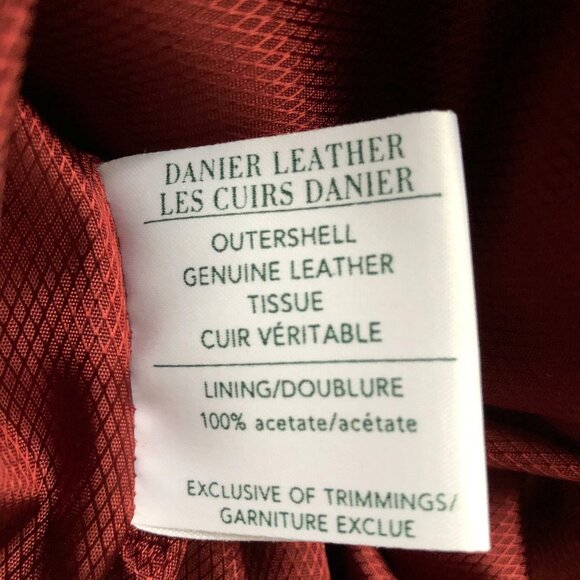 DANIER LEATHER
LES CUIRS DANIER
OUTERSHELL
GENUINE LEATHER
TISSUE
CUIR VÉRITABLE
LINING/DOUBLURE
100% acetate/acétate
EXCLUSIVE OF TRIMMINGS/
GARNITURE EXCLUE